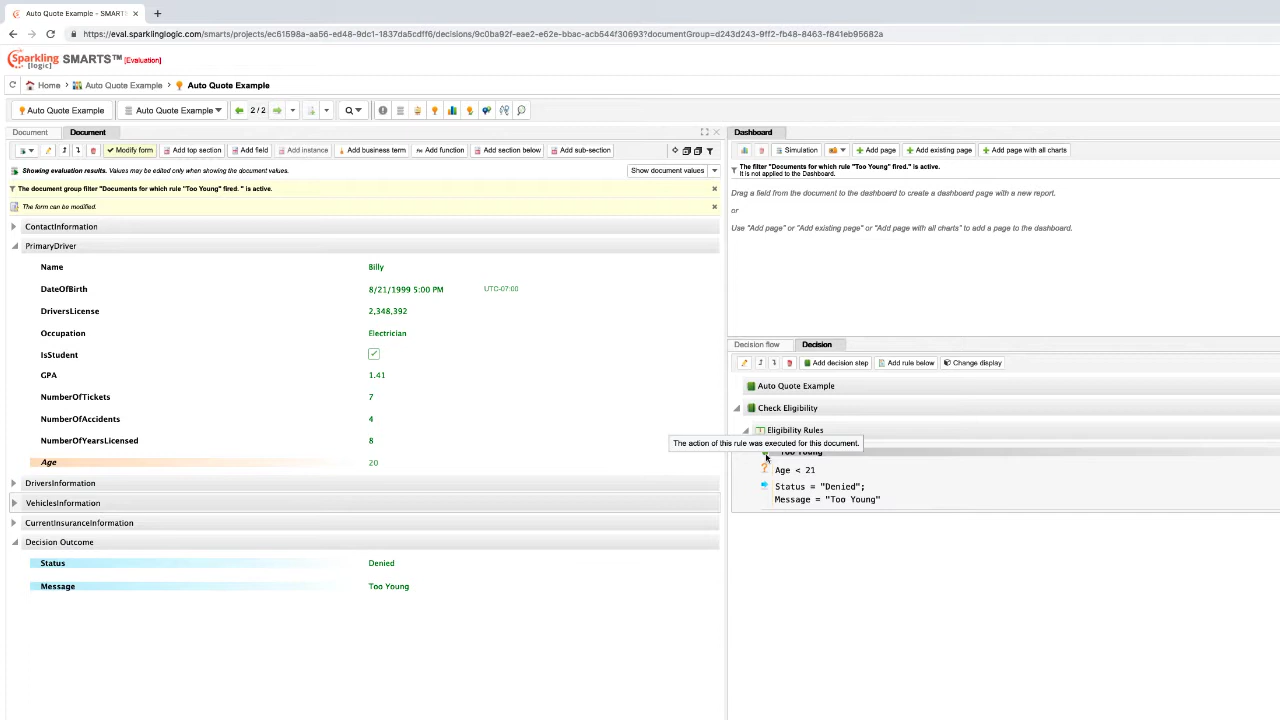 Auto Quote Example – SMART
https://eval.sparklinglogic.com/smarts/projects/ec61598a-aa56-ed48-9dc1-1837da5cdff6/decisions/9c0ba92f-eae2-e62e-bbac-acb544f30693?documentGroup=d243d243-9ff2-fb48-8463-f841eb95682a
Sparkling [logic] SMARTS™ [Evaluation]
Home Auto Quote Example Auto Quote Example
Auto Quote Example Auto Quote Example 2/2
Document Document
Modify form Add top section Add field Add instance Add business term Add function Add section below Add sub-section
Showing evaluation results. Values may be edited only when showing the document values. Show document values
The document group filter "Documents for which rule "Too Young" fired. " is active.
The form can be modified.
ContactInformation
PrimaryDriver
Name Billy
DateOfBirth 8/21/1999 5:00 PM UTC-07:00
DriversLicense 2,348,392
Occupation Electrician
IsStudent
GPA 1.41
NumberOfTickets 7
NumberOfAccidents 4
NumberOfYearsLicensed 8
Age 20
DriversInformation
VehiclesInformation
CurrentInsuranceInformation
Decision Outcome
Status Denied
Message Too Young
Dashboard
Simulation Add page Add existing page Add page with all charts
The filter "Documents for which rule "Too Young" fired." is active.
It is not applied to the Dashboard.
Drag a field from the document to the dashboard to create a dashboard page with a new report.
or
Use "Add page" or "Add existing page" or "Add page with all charts" to add a page to the dashboard.
Decision flow Decision
Add decision step Add rule below Change display
Auto Quote Example
Check Eligibility
Eligibility Rules
The action of this rule was executed for this document.
Too Young
Age < 21
Status = "Denied";
Message = "Too Young"